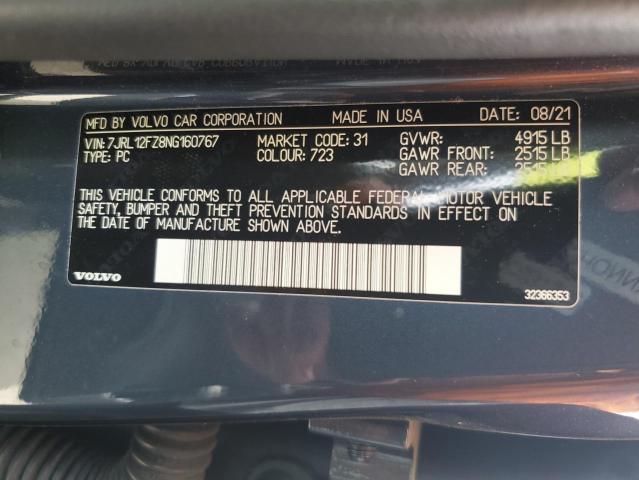 MFD BY VOLVO CAR CORPORATION MADE IN USA DATE: 08/21
VIN:7JRL12FZ8NG160767 MARKET CODE: 31 GVWR: 4915 LB
TYPE: PC COLOUR: 723 GAWR FRONT: 2515 LB
GAWR REAR:
THIS VEHICLE CONFORMS TO ALL APPLICABLE FEDERAL MOTOR VEHICLE
SAFETY, BUMPER AND THEFT PREVENTION STANDARDS IN EFFECT ON
THE DATE OF MANUFACTURE SHOWN ABOVE.
VOLVO 32366353